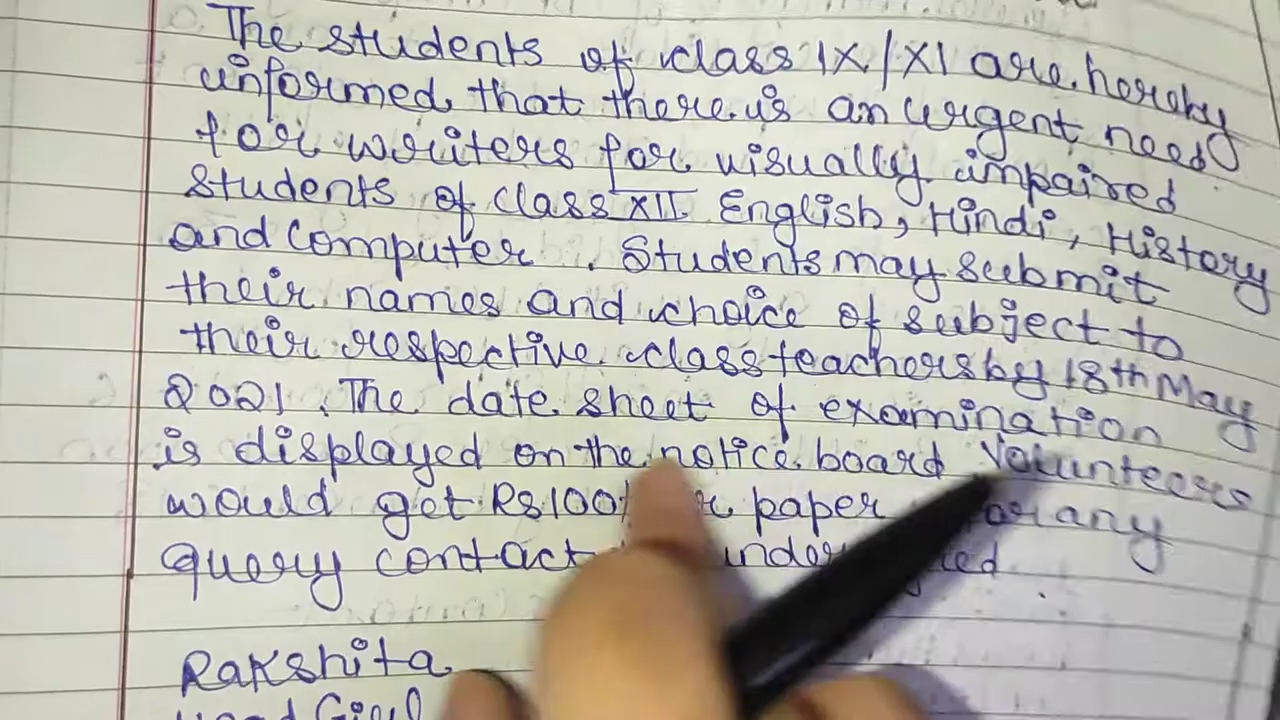 The students of class IX/XI are hereby
informed that there is an urgent need
for writers for visually impaired
students of class XII English, Hindi, History
and computer. Students may submit
their names and choice of subject to
their respective class teachers by 18th May
2021. The date sheet of examination
is displayed on the notice board Volunteers
would get Rs100/ paper any
query contact
Rakshita
Head Girl